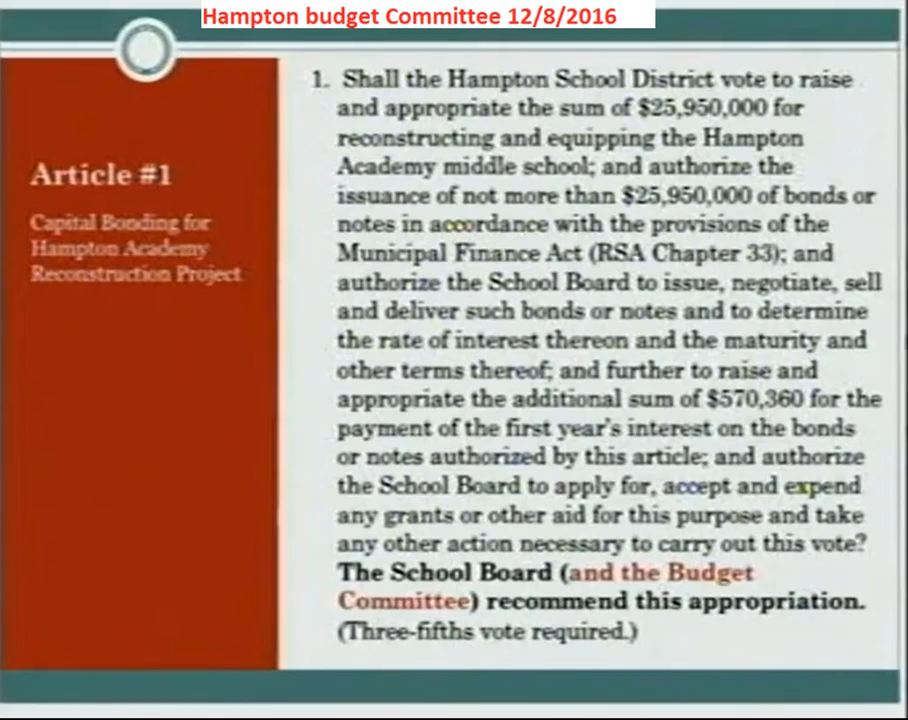 Hampton budget Committee 12/8/2016
Article #1
Capital Bonding for
Hampton Academy
Reconstruction Project
1. Shall the Hampton School District vote to raise
and appropriate the sum of $25,950,000 for
reconstructing and equipping the Hampton
Academy middle school; and authorize the
issuance of not more than $25,950,000 of bonds or
notes in accordance with the provisions of the
Municipal Finance Act (RSA Chapter 33); and
authorize the School Board to issue, negotiate, sell
and deliver such bonds or notes and to determine
the rate of interest thereon and the maturity and
other terms thereof; and further to raise and
appropriate the additional sum of $570,360 for the
payment of the first year's interest on the bonds
or notes authorized by this article; and authorize
the School Board to apply for, accept and expend
any grants or other aid for this purpose and take
any other action necessary to carry out this vote?
The School Board (and the Budget
Committee) recommend this appropriation.
(Three-fifths vote required.)